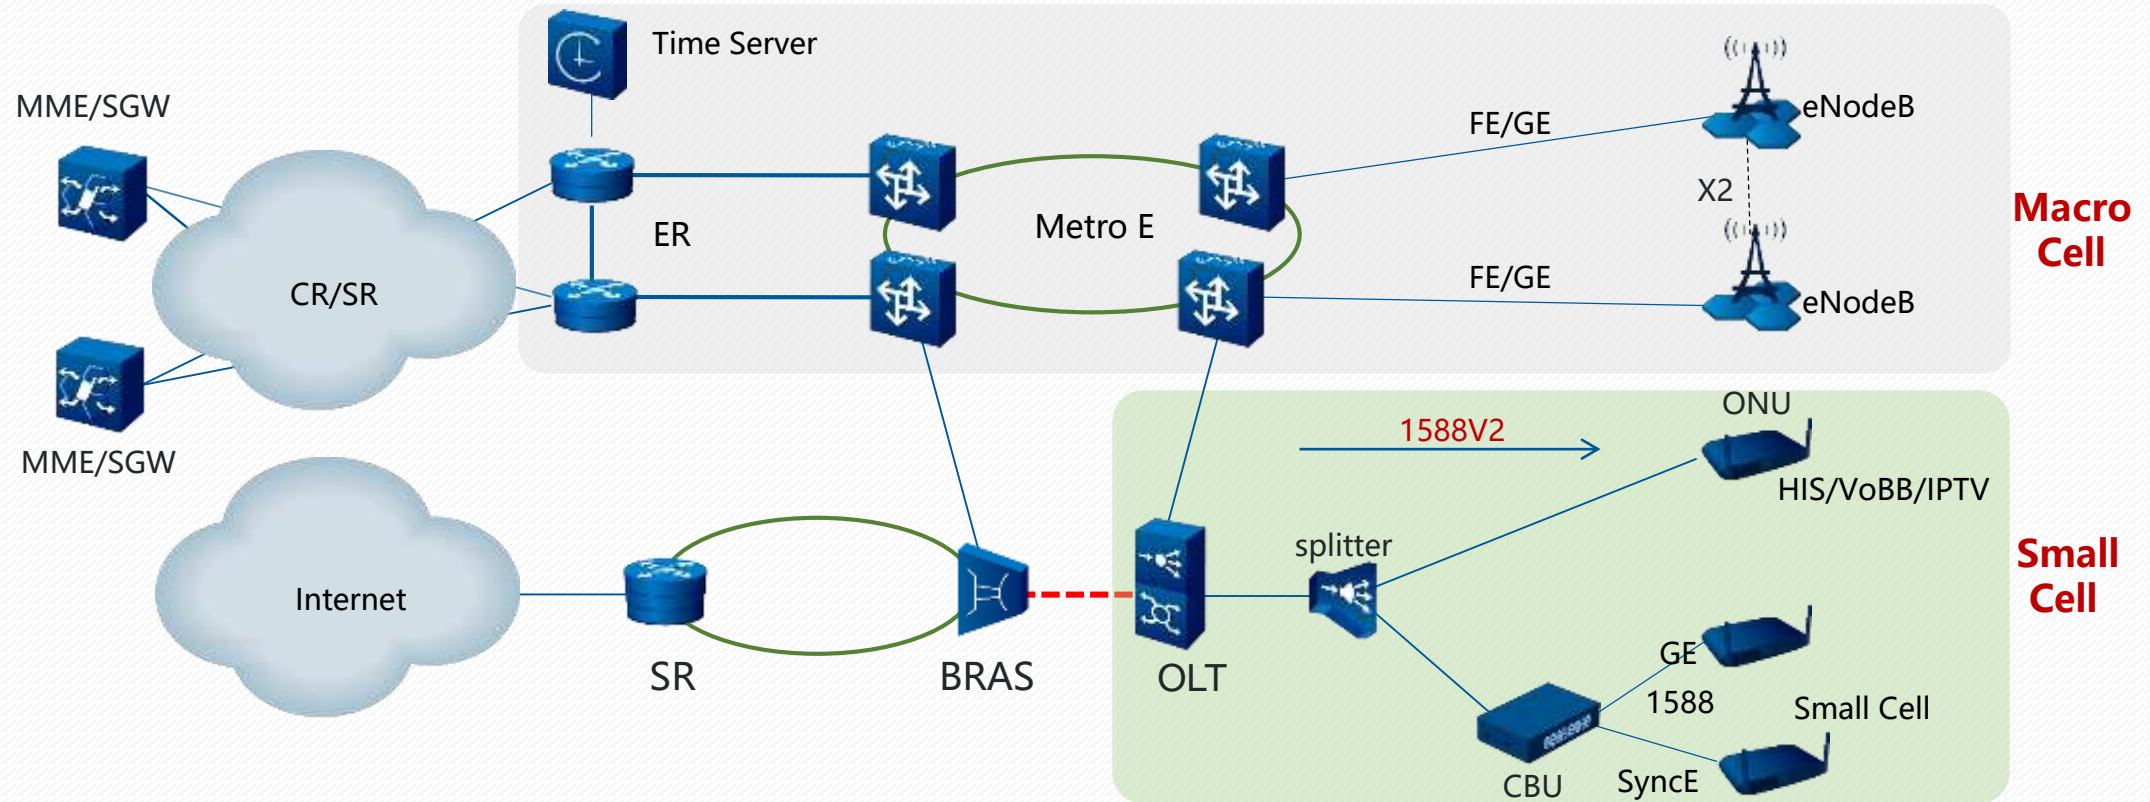 Time Server
MME/SGW
FE/GE
eNodeB
X2
Macro
Cell
ER
Metro E
CR/SR
FE/GE
eNodeB
MME/SGW
ONU
1588V2
HIS/VoBB/IPTV
splitter
Small
Cell
Internet
SR
BRAS
OLT
GE
1588
Small Cell
CBU
SyncE